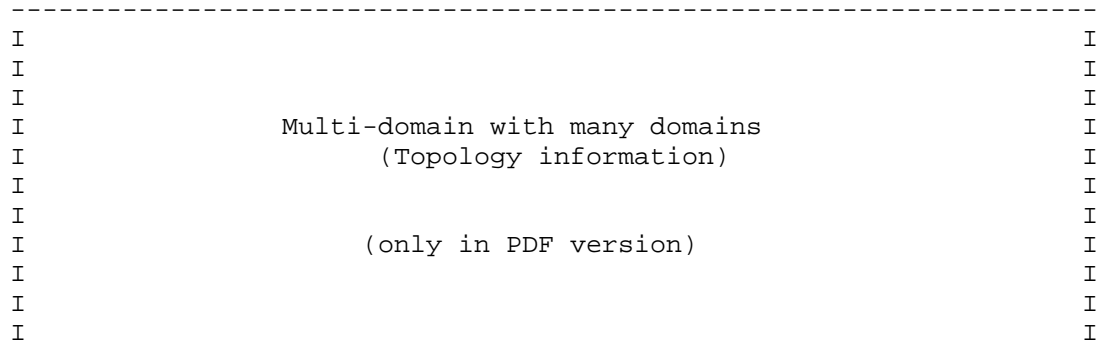 --------------------------------------------------------------------
I                                                                  I
I                                                                  I
I                                                                  I
I                Multi-domain with many domains                    I
I                      (Topology information)                      I
I                                                                  I
I                                                                  I
I                     (only in PDF version)                        I
I                                                                  I
I                                                                  I
I                                                                  I